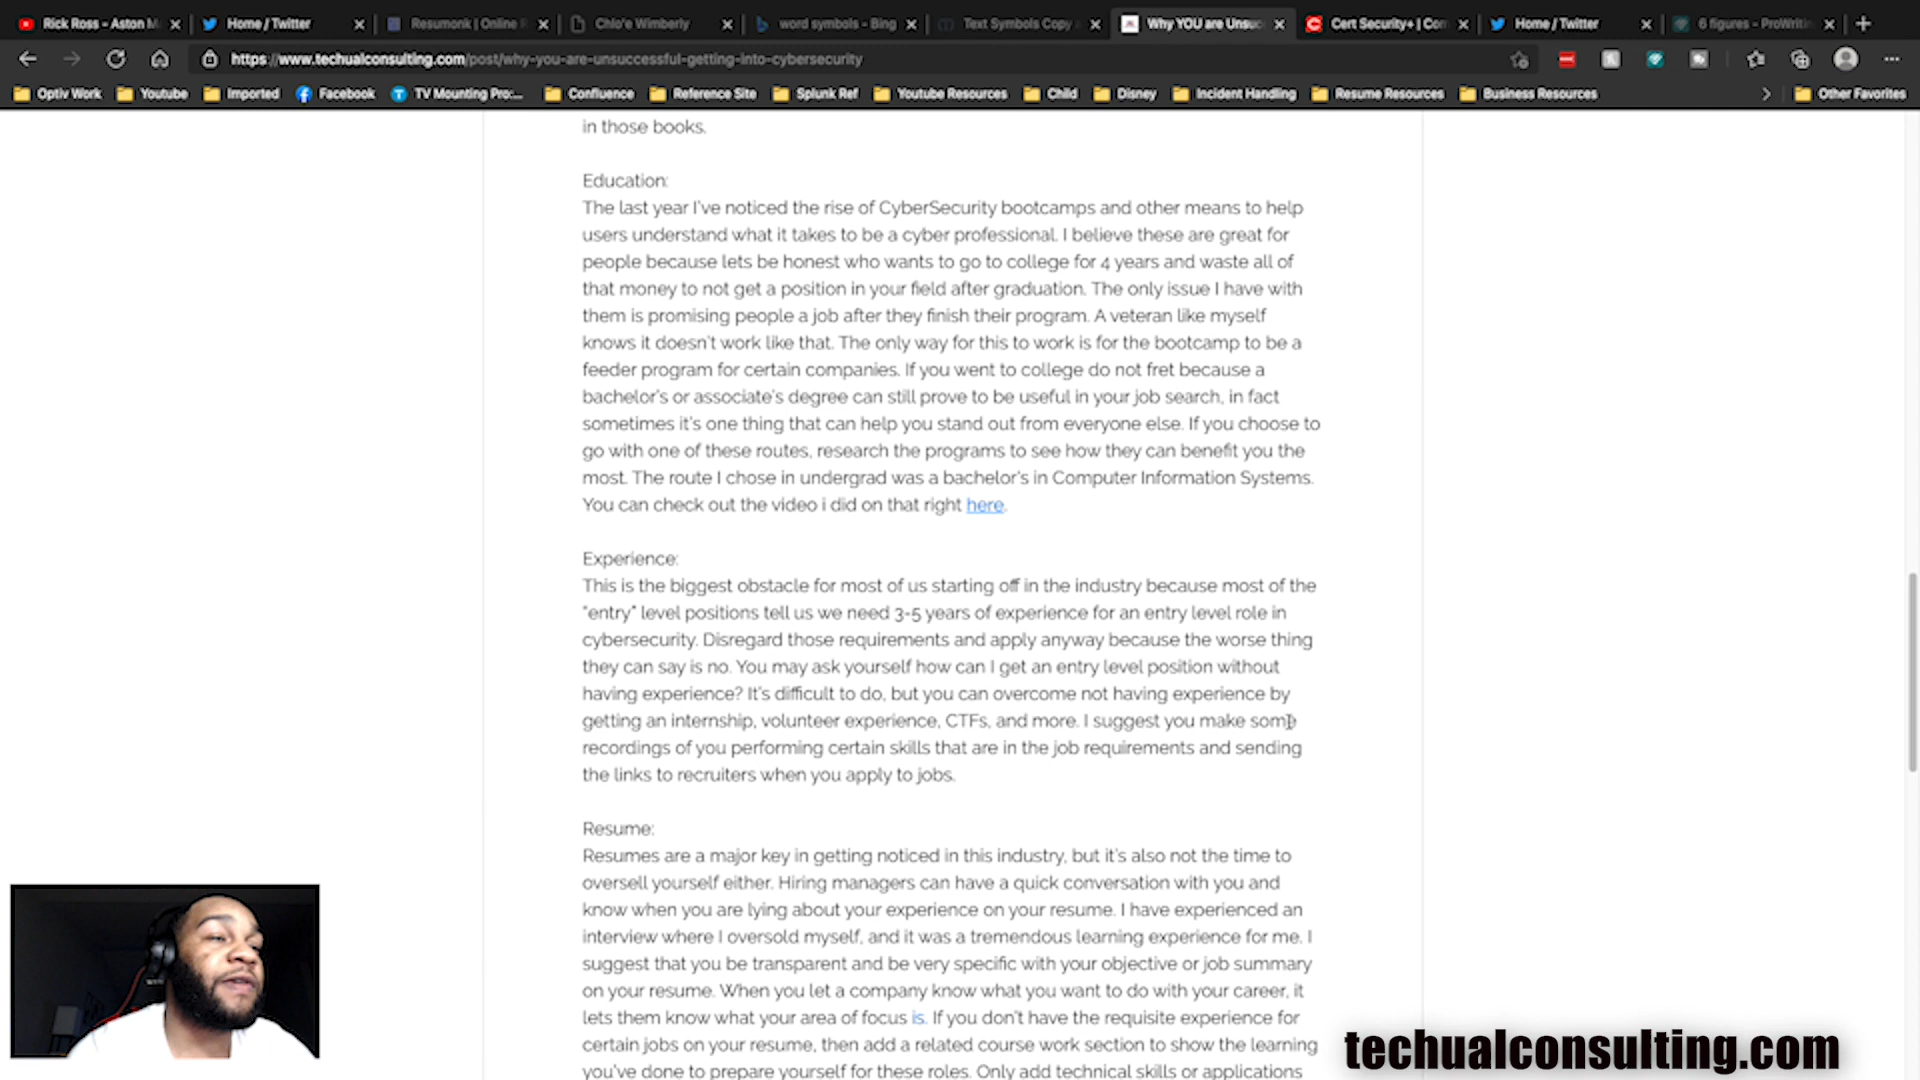 Rick Ross - Aston M
Home / Twitter
Resumonk | Online R
Chlo'e Wimberly
word symbols - Bing
Text Symbols Copy
Why YOU are Unsuc
Cert Security+ | Com
Home / Twitter
6 figures - ProWritin
https://www.techualconsulting.com/post/why-you-are-unsuccessful-getting-into-cybersecurity
Optiv Work
Youtube
Imported
Facebook
TV Mounting Pro:...
Confluence
Reference Site
Splunk Ref
Youtube Resources
Child
Disney
Incident Handling
Resume Resources
Business Resources
Other Favorites
in those books.
Education:
The last year I've noticed the rise of CyberSecurity bootcamps and other means to help
users understand what it takes to be a cyber professional. I believe these are great for
people because lets be honest who wants to go to college for 4 years and waste all of
that money to not get a position in your field after graduation. The only issue I have with
them is promising people a job after they finish their program. A veteran like myself
knows it doesn't work like that. The only way for this to work is for the bootcamp to be a
feeder program for certain companies. If you went to college do not fret because a
bachelor's or associate's degree can still prove to be useful in your job search, in fact
sometimes it's one thing that can help you stand out from everyone else. If you choose to
go with one of these routes, research the programs to see how they can benefit you the
most. The route I chose in undergrad was a bachelor's in Computer Information Systems.
You can check out the video i did on that right here.
Experience:
This is the biggest obstacle for most of us starting off in the industry because most of the
"entry" level positions tell us we need 3-5 years of experience for an entry level role in
cybersecurity. Disregard those requirements and apply anyway because the worse thing
they can say is no. You may ask yourself how can I get an entry level position without
having experience? It's difficult to do, but you can overcome not having experience by
getting an internship, volunteer experience, CTFs, and more. I suggest you make some
recordings of you performing certain skills that are in the job requirements and sending
the links to recruiters when you apply to jobs.
Resume:
Resumes are a major key in getting noticed in this industry, but it's also not the time to
oversell yourself either. Hiring managers can have a quick conversation with you and
know when you are lying about your experience on your resume. I have experienced an
interview where I oversold myself, and it was a tremendous learning experience for me. I
suggest that you be transparent and be very specific with your objective or job summary
on your resume. When you let a company know what you want to do with your career, it
lets them know what your area of focus is. If you don't have the requisite experience for
certain jobs on your resume, then add a related course work section to show the learning
you've done to prepare yourself for these roles. Only add technical skills or applications
techualconsulting.com